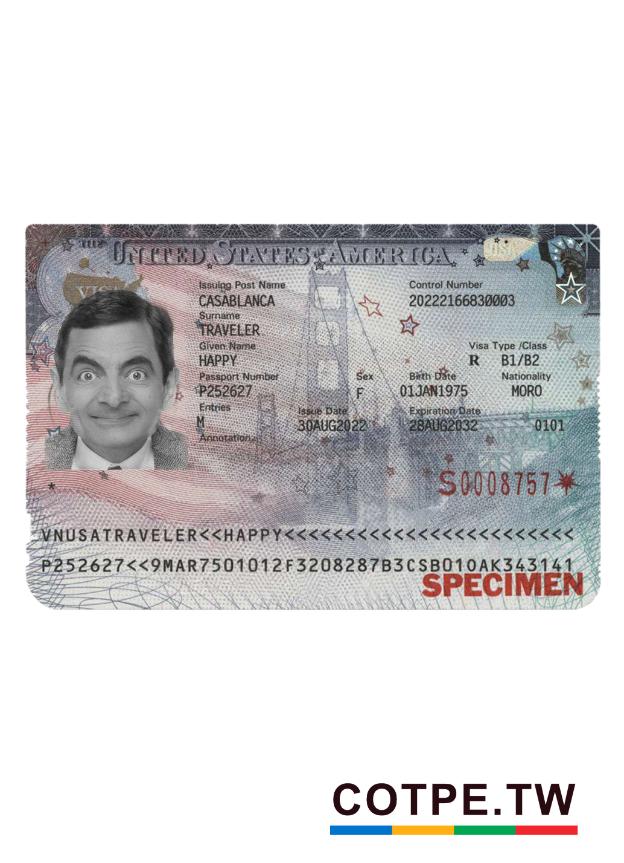 THE UNITED STATES OF AMERICA
VISA
Issuing Post Name Control Number
CASABLANCA 20222166830003
Surname
TRAVELER
Given Name Visa Type /Class
HAPPY R B1/B2
Passport Number Sex Birth Date Nationality
P252627 F 01JAN1975 MORO
Entries Issue Date Expiration Date
M 30AUG2022 28AUG2032 0101
Annotation
* S0008757
VNUSATRAVELER<<HAPPY<<<<<<<<<<<<<<<<<<<<<<<<
P252627<<9MAR7501012F3208287B3CSB010AK343141
SPECIMEN
COTPE.TW